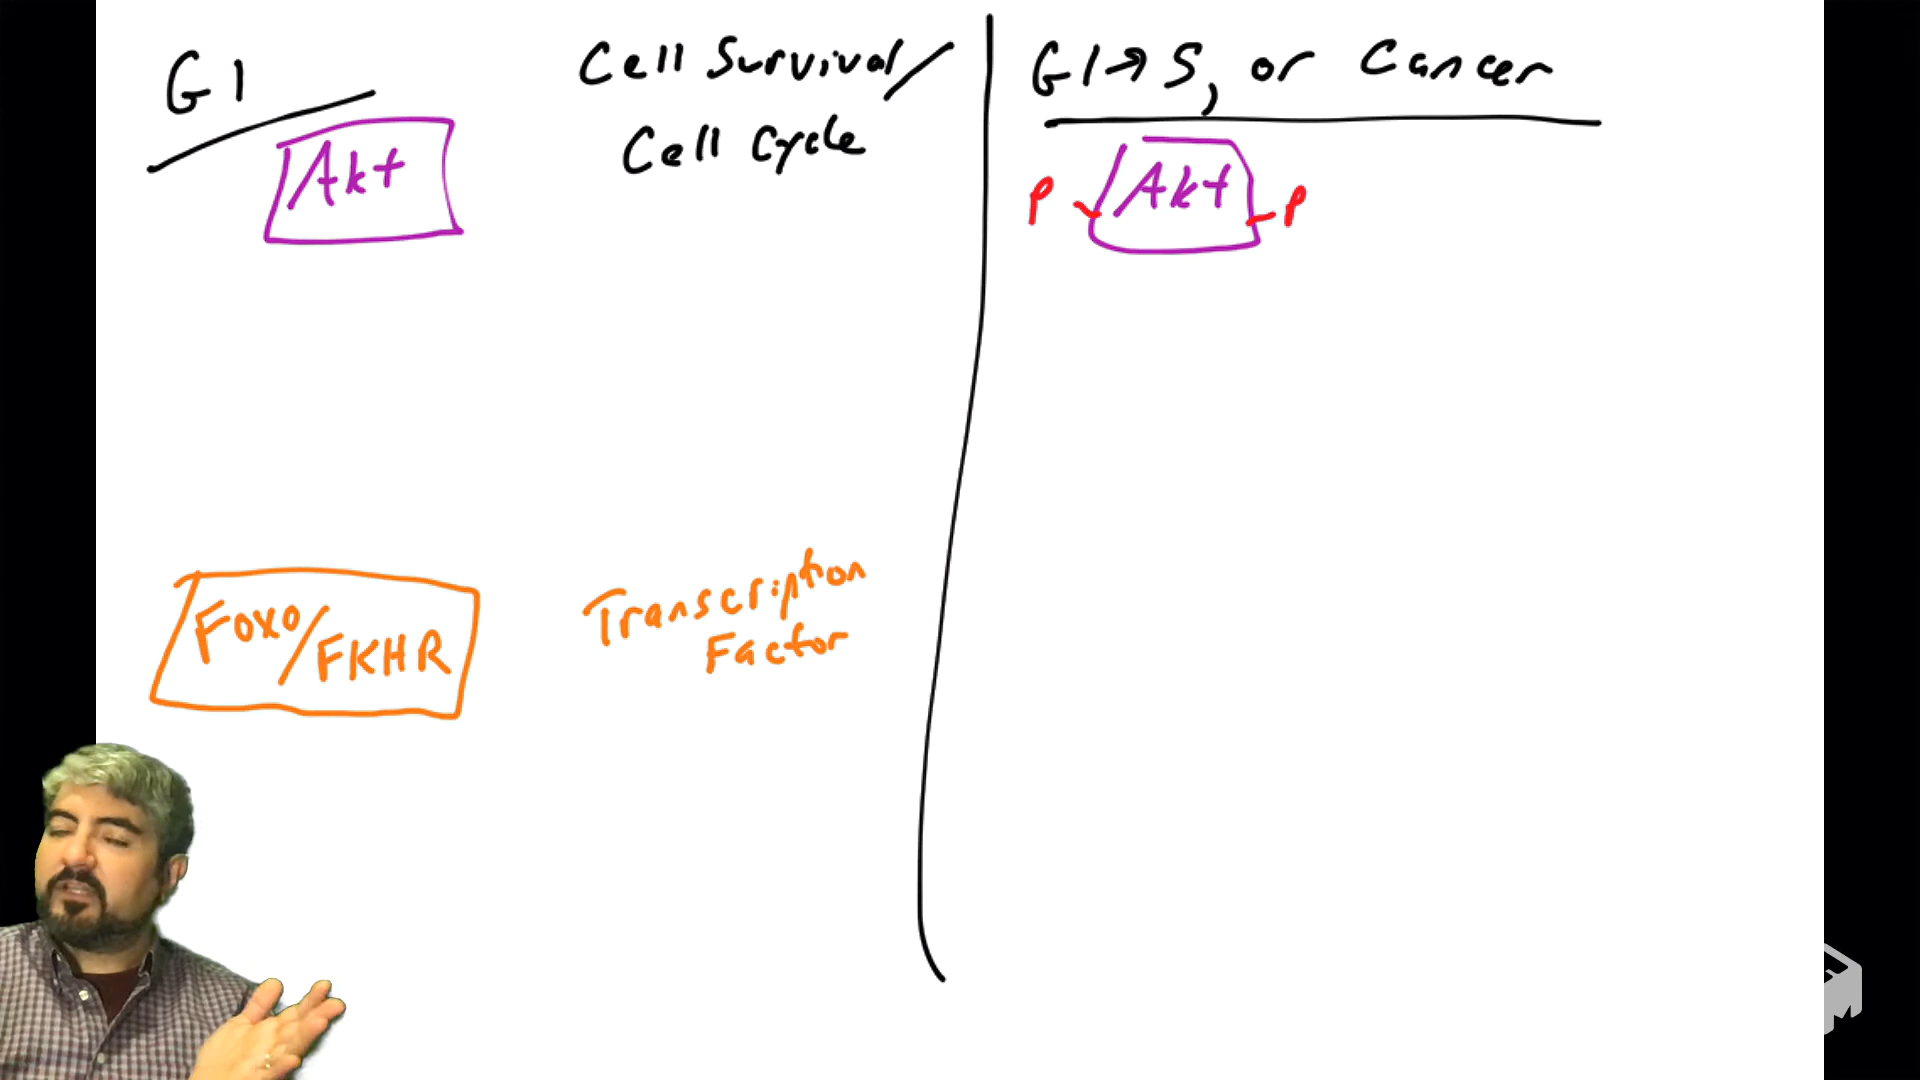 G1
Cell Survival/
Cell Cycle
Akt
G1→S, or Cancer
P Akt P
Foxo/FKHR
Transcription
Factor